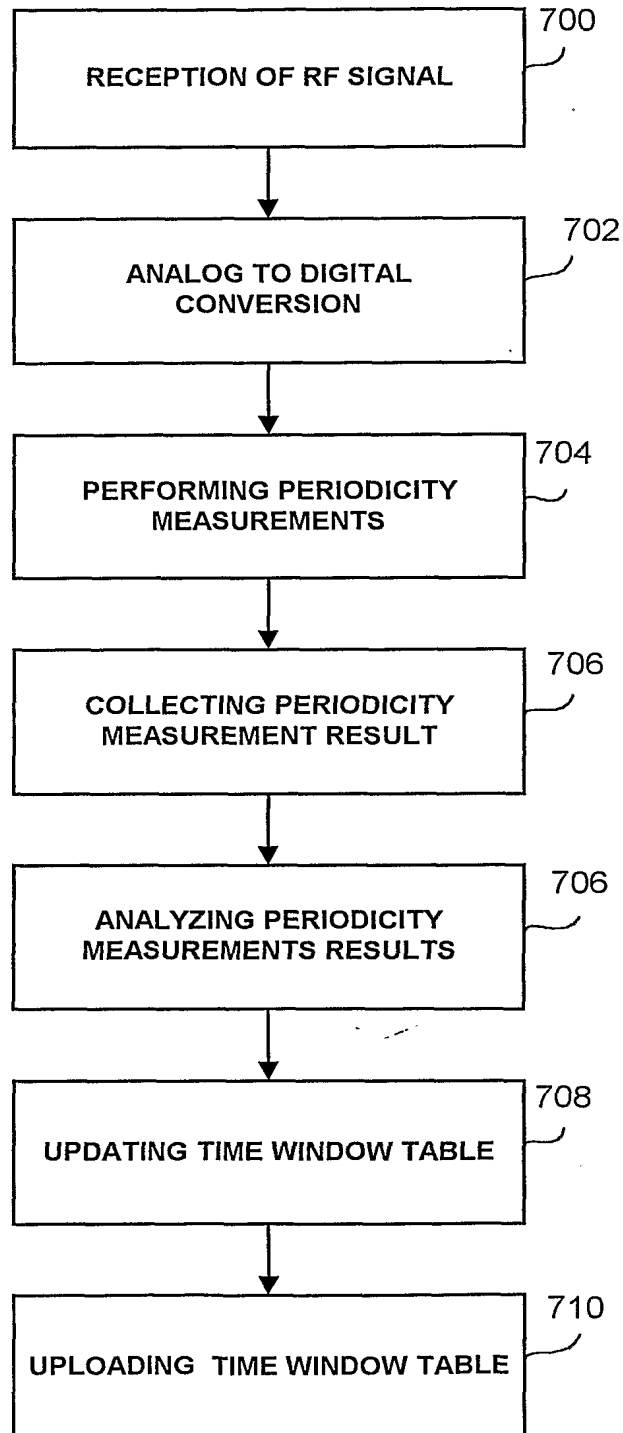 700
RECEPTION OF RF SIGNAL
702
ANALOG TO DIGITAL
CONVERSION
704
PERFORMING PERIODICITY
MEASUREMENTS
706
COLLECTING PERIODICITY
MEASUREMENT RESULT
706
ANALYZING PERIODICITY
MEASUREMENTS RESULTS
708
UPDATING TIME WINDOW TABLE
710
UPLOADING TIME WINDOW TABLE